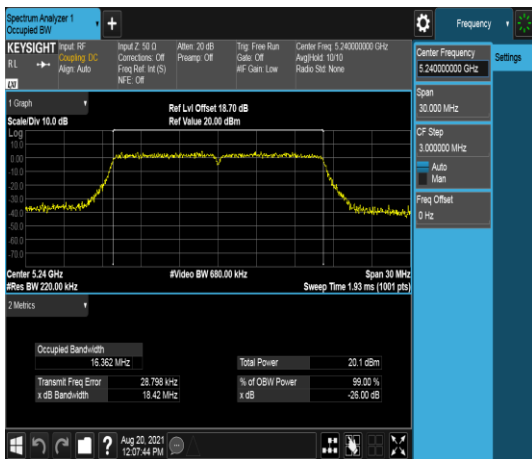 Spectrum Analyzer 1
Occupied BW
+
Frequency
KEYSIGHT
RL
LXI
Input: RF
Coupling: DC
Align: Auto
Input Z: 50 Ω
Corrections: Off
Freq Ref: Int (S)
NFE: Off
Atten: 20 dB
Preamp: Off
Trig: Free Run
Gate: Off
#IF Gain: Low
Center Freq: 5.240000000 GHz
Avg|Hold: 10/10
Radio Std: None
Center Frequency
5.240000000 GHz
Settings
Span
30.000 MHz
CF Step
3.000000 MHz
Auto
Man
Freq Offset
0 Hz
1 Graph
Scale/Div 10.0 dB
Ref Lvl Offset 18.70 dB
Ref Value 20.00 dBm
Log
10.0
0.00
-10.0
-20.0
-30.0
-40.0
-50.0
-60.0
-70.0
Center 5.24 GHz
#Video BW 680.00 kHz
Span 30 MHz
#Res BW 220.00 kHz
Sweep Time 1.93 ms (1001 pts)
2 Metrics
Occupied Bandwidth
16.362 MHz
Total Power 20.1 dBm
Transmit Freq Error 28.798 kHz
% of OBW Power 99.00 %
x dB Bandwidth 18.42 MHz
x dB -26.00 dB
?
Aug 20, 2021
12:07:44 PM